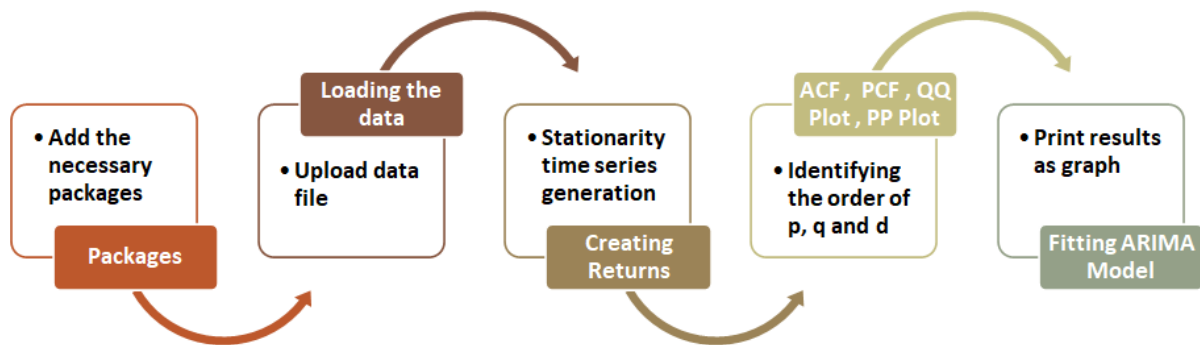 • Add the
necessary
packages
Packages
Loading the
data
• Upload data
file
• Stationarity
time series
generation
Creating
Returns
ACF , PCF , QQ
Plot , PP Plot
• Identifying
the order of
p, q and d
• Print results
as graph
Fitting ARIMA
Model